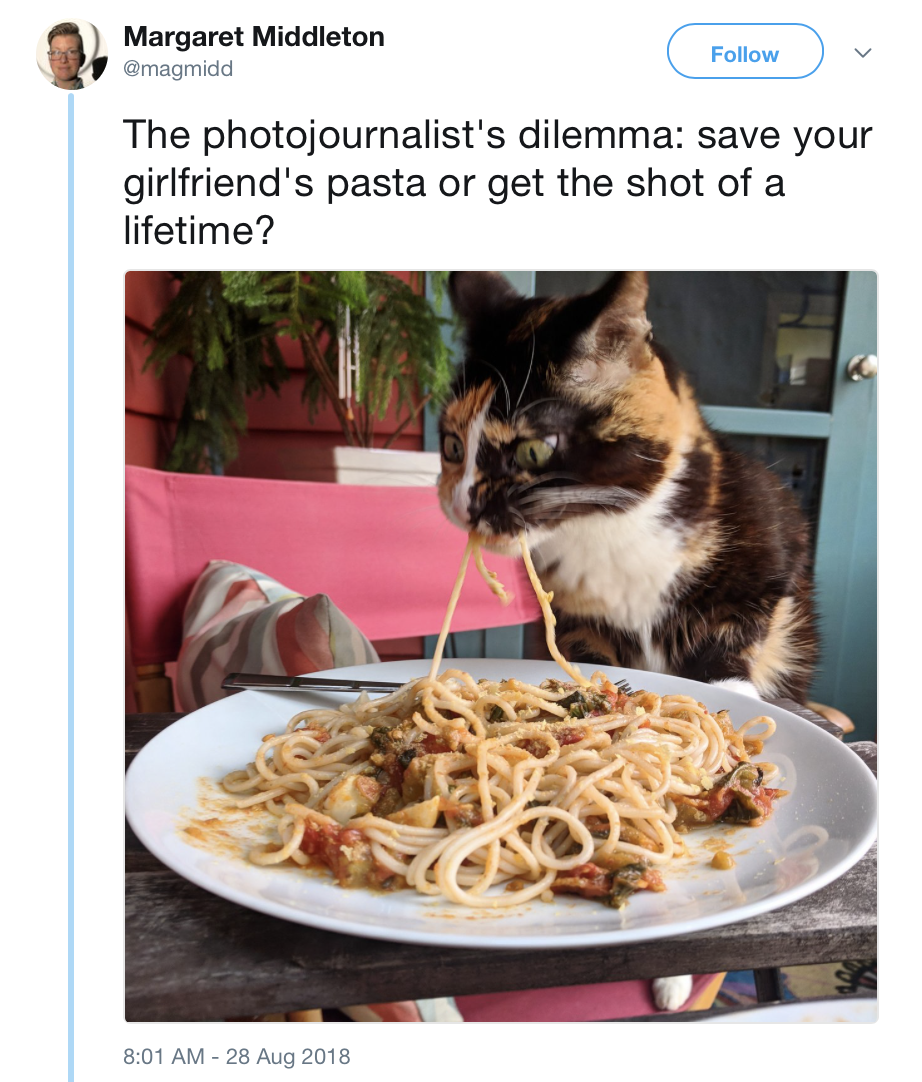 Margaret Middleton
@magmidd
Follow
The photojournalist's dilemma: save your
girlfriend's pasta or get the shot of a
lifetime?
8:01 AM - 28 Aug 2018